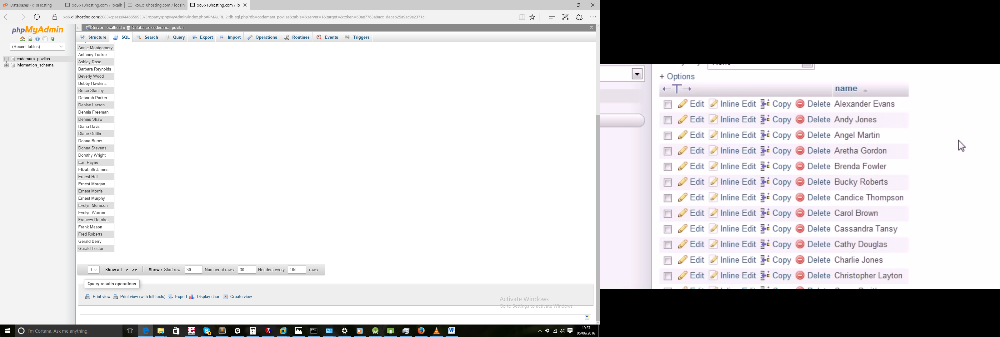 Databases - x10Hosting
xo6.x10hosting.com / localh
xo6.x10hosting.com / localh
xo6.x10hosting.com / lo
xo6.x10hosting.com:2083/cpsess9446659933/3rdparty/phpMyAdmin/index.php#PMAURL-2:db_sql.php?db=codemara_povilas&table=&server=1&target=&token=60ae7763a8acc1decab25a9ec9e2371c
phpMyAdmin
(Recent tables) ...
codemara_povilas
information_schema
Server: localhost » Database: codemara_povilas
Structure SQL Search Query Export Import Operations Routines Events Triggers
Annie Montgomery
Anthony Tucker
Ashley Rose
Barbara Reynolds
Beverly Wood
Bobby Hawkins
Bruce Stanley
Deborah Parker
Denise Larson
Dennis Freeman
Dennis Shaw
Diana Davis
Diane Griffin
Donna Burns
Donna Stevens
Dorothy Wright
Earl Payne
Elizabeth James
Ernest Hall
Ernest Morgan
Ernest Morris
Ernest Murphy
Evelyn Morrison
Evelyn Warren
Frances Ramirez
Frank Mason
Fred Roberts
Gerald Berry
Gerald Foster
1 Show all > >> Show : Start row: 30 Number of rows: 30 Headers every 100 rows
Query results operations
Print view Print view (with full texts) Export Display chart Create view
Activate Windows
Go to Settings to activate Windows.
I'm Cortana. Ask me anything.
19:37
05/06/2016
+ Options
←T→ name
Edit Inline Edit Copy Delete Alexander Evans
Edit Inline Edit Copy Delete Andy Jones
Edit Inline Edit Copy Delete Angel Martin
Edit Inline Edit Copy Delete Aretha Gordon
Edit Inline Edit Copy Delete Brenda Fowler
Edit Inline Edit Copy Delete Bucky Roberts
Edit Inline Edit Copy Delete Candice Thompson
Edit Inline Edit Copy Delete Carol Brown
Edit Inline Edit Copy Delete Cassandra Tansy
Edit Inline Edit Copy Delete Cathy Douglas
Edit Inline Edit Copy Delete Charlie Jones
Edit Inline Edit Copy Delete Christopher Layton